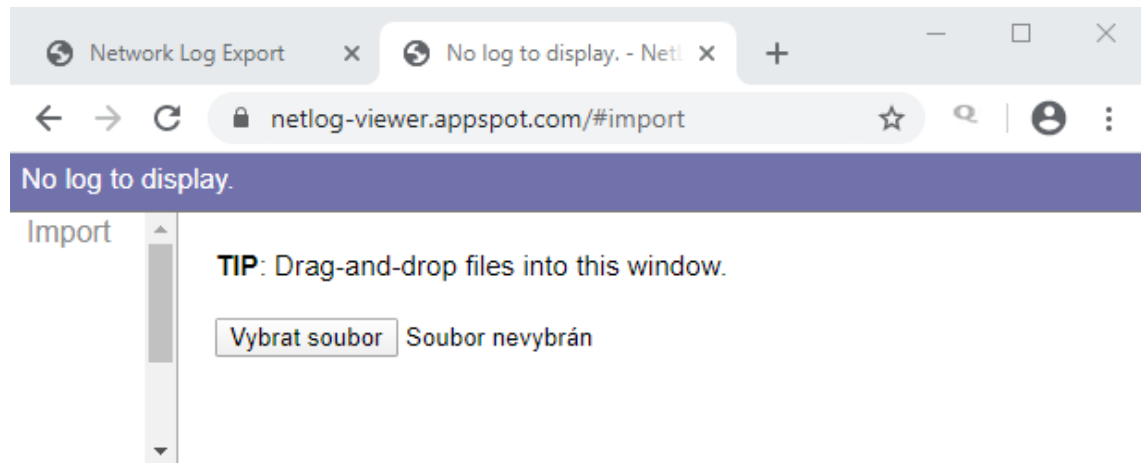 Network Log Export
No log to display. - Netl
netlog-viewer.appspot.com/#import
No log to display.
Import
TIP: Drag-and-drop files into this window.
Vybrat soubor Soubor nevybrán